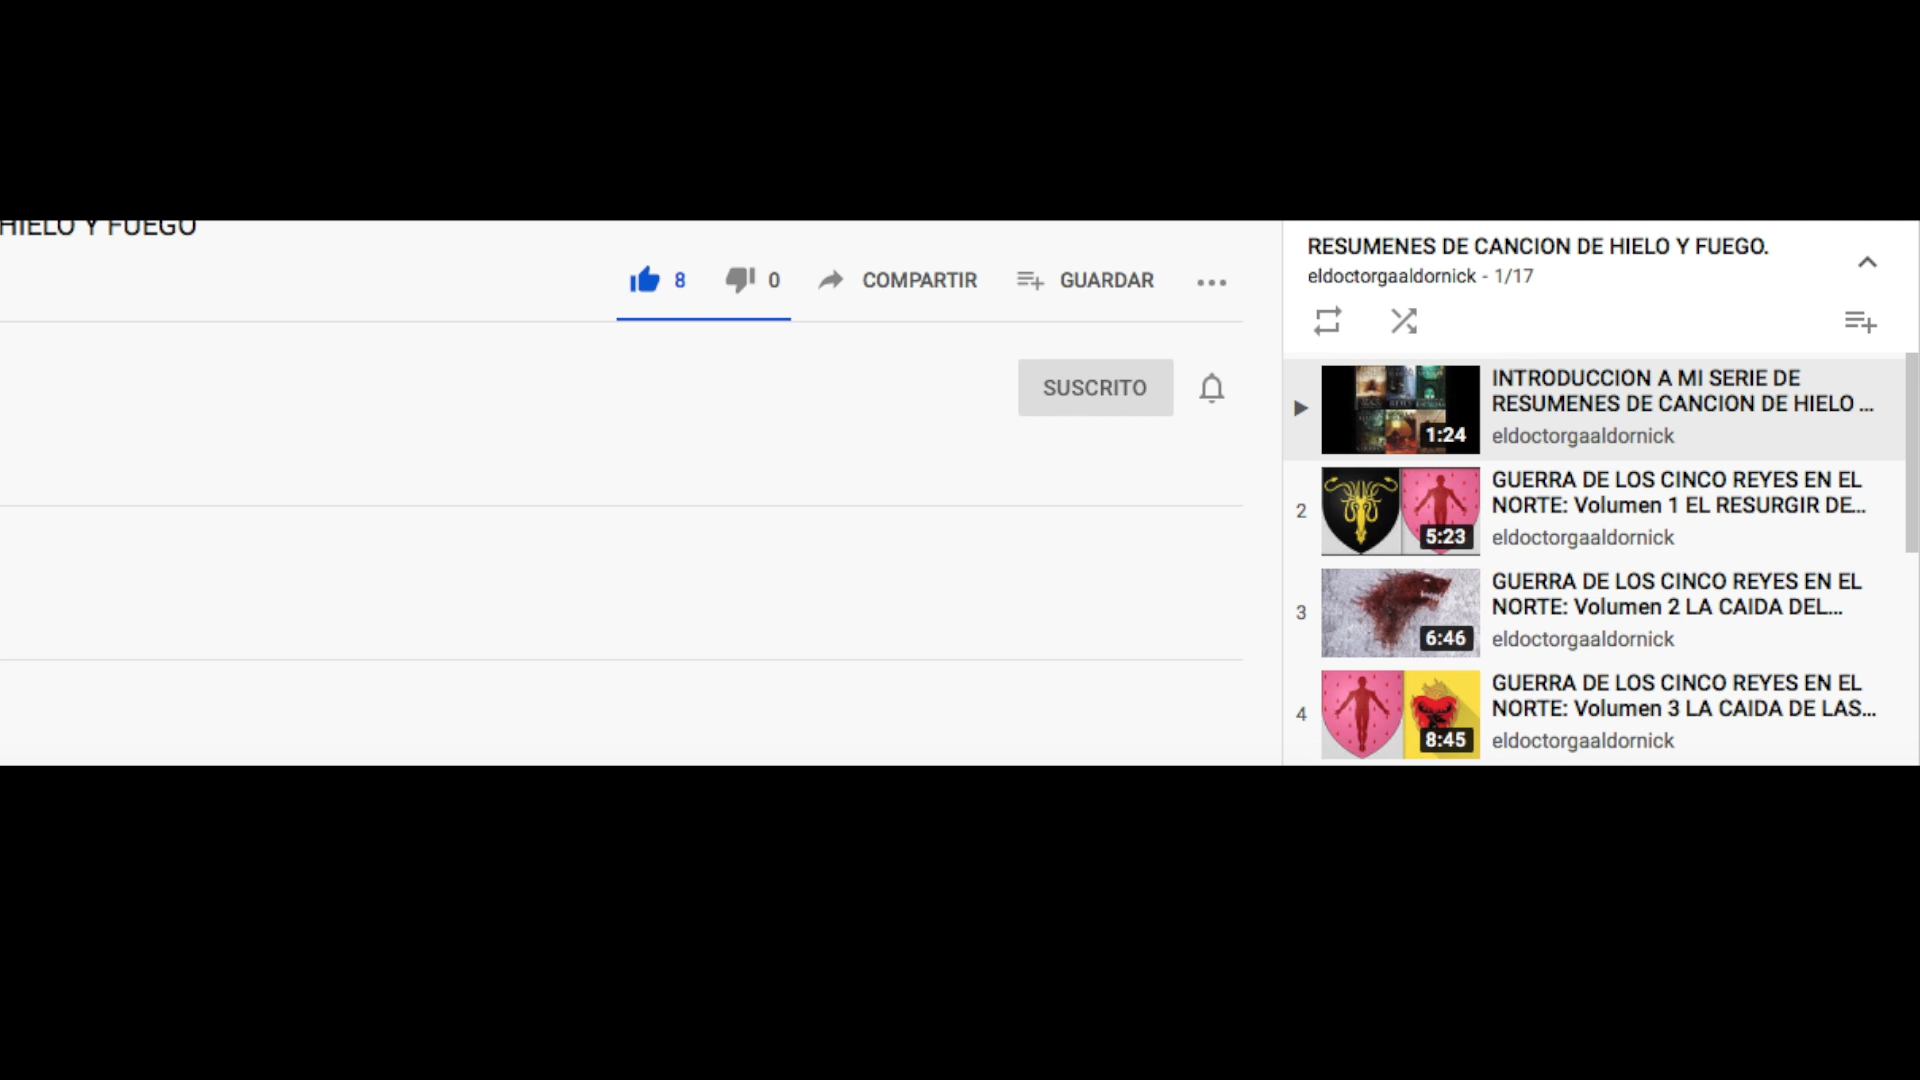 HIELO Y FUEGO
8 0 COMPARTIR GUARDAR
SUSCRITO
RESUMENES DE CANCION DE HIELO Y FUEGO.
eldoctorgaaldornick - 1/17
1:24
INTRODUCCION A MI SERIE DE
RESUMENES DE CANCION DE HIELO ...
eldoctorgaaldornick
2
5:23
GUERRA DE LOS CINCO REYES EN EL
NORTE: Volumen 1 EL RESURGIR DE...
eldoctorgaaldornick
3
6:46
GUERRA DE LOS CINCO REYES EN EL
NORTE: Volumen 2 LA CAIDA DEL...
eldoctorgaaldornick
4
8:45
GUERRA DE LOS CINCO REYES EN EL
NORTE: Volumen 3 LA CAIDA DE LAS...
eldoctorgaaldornick